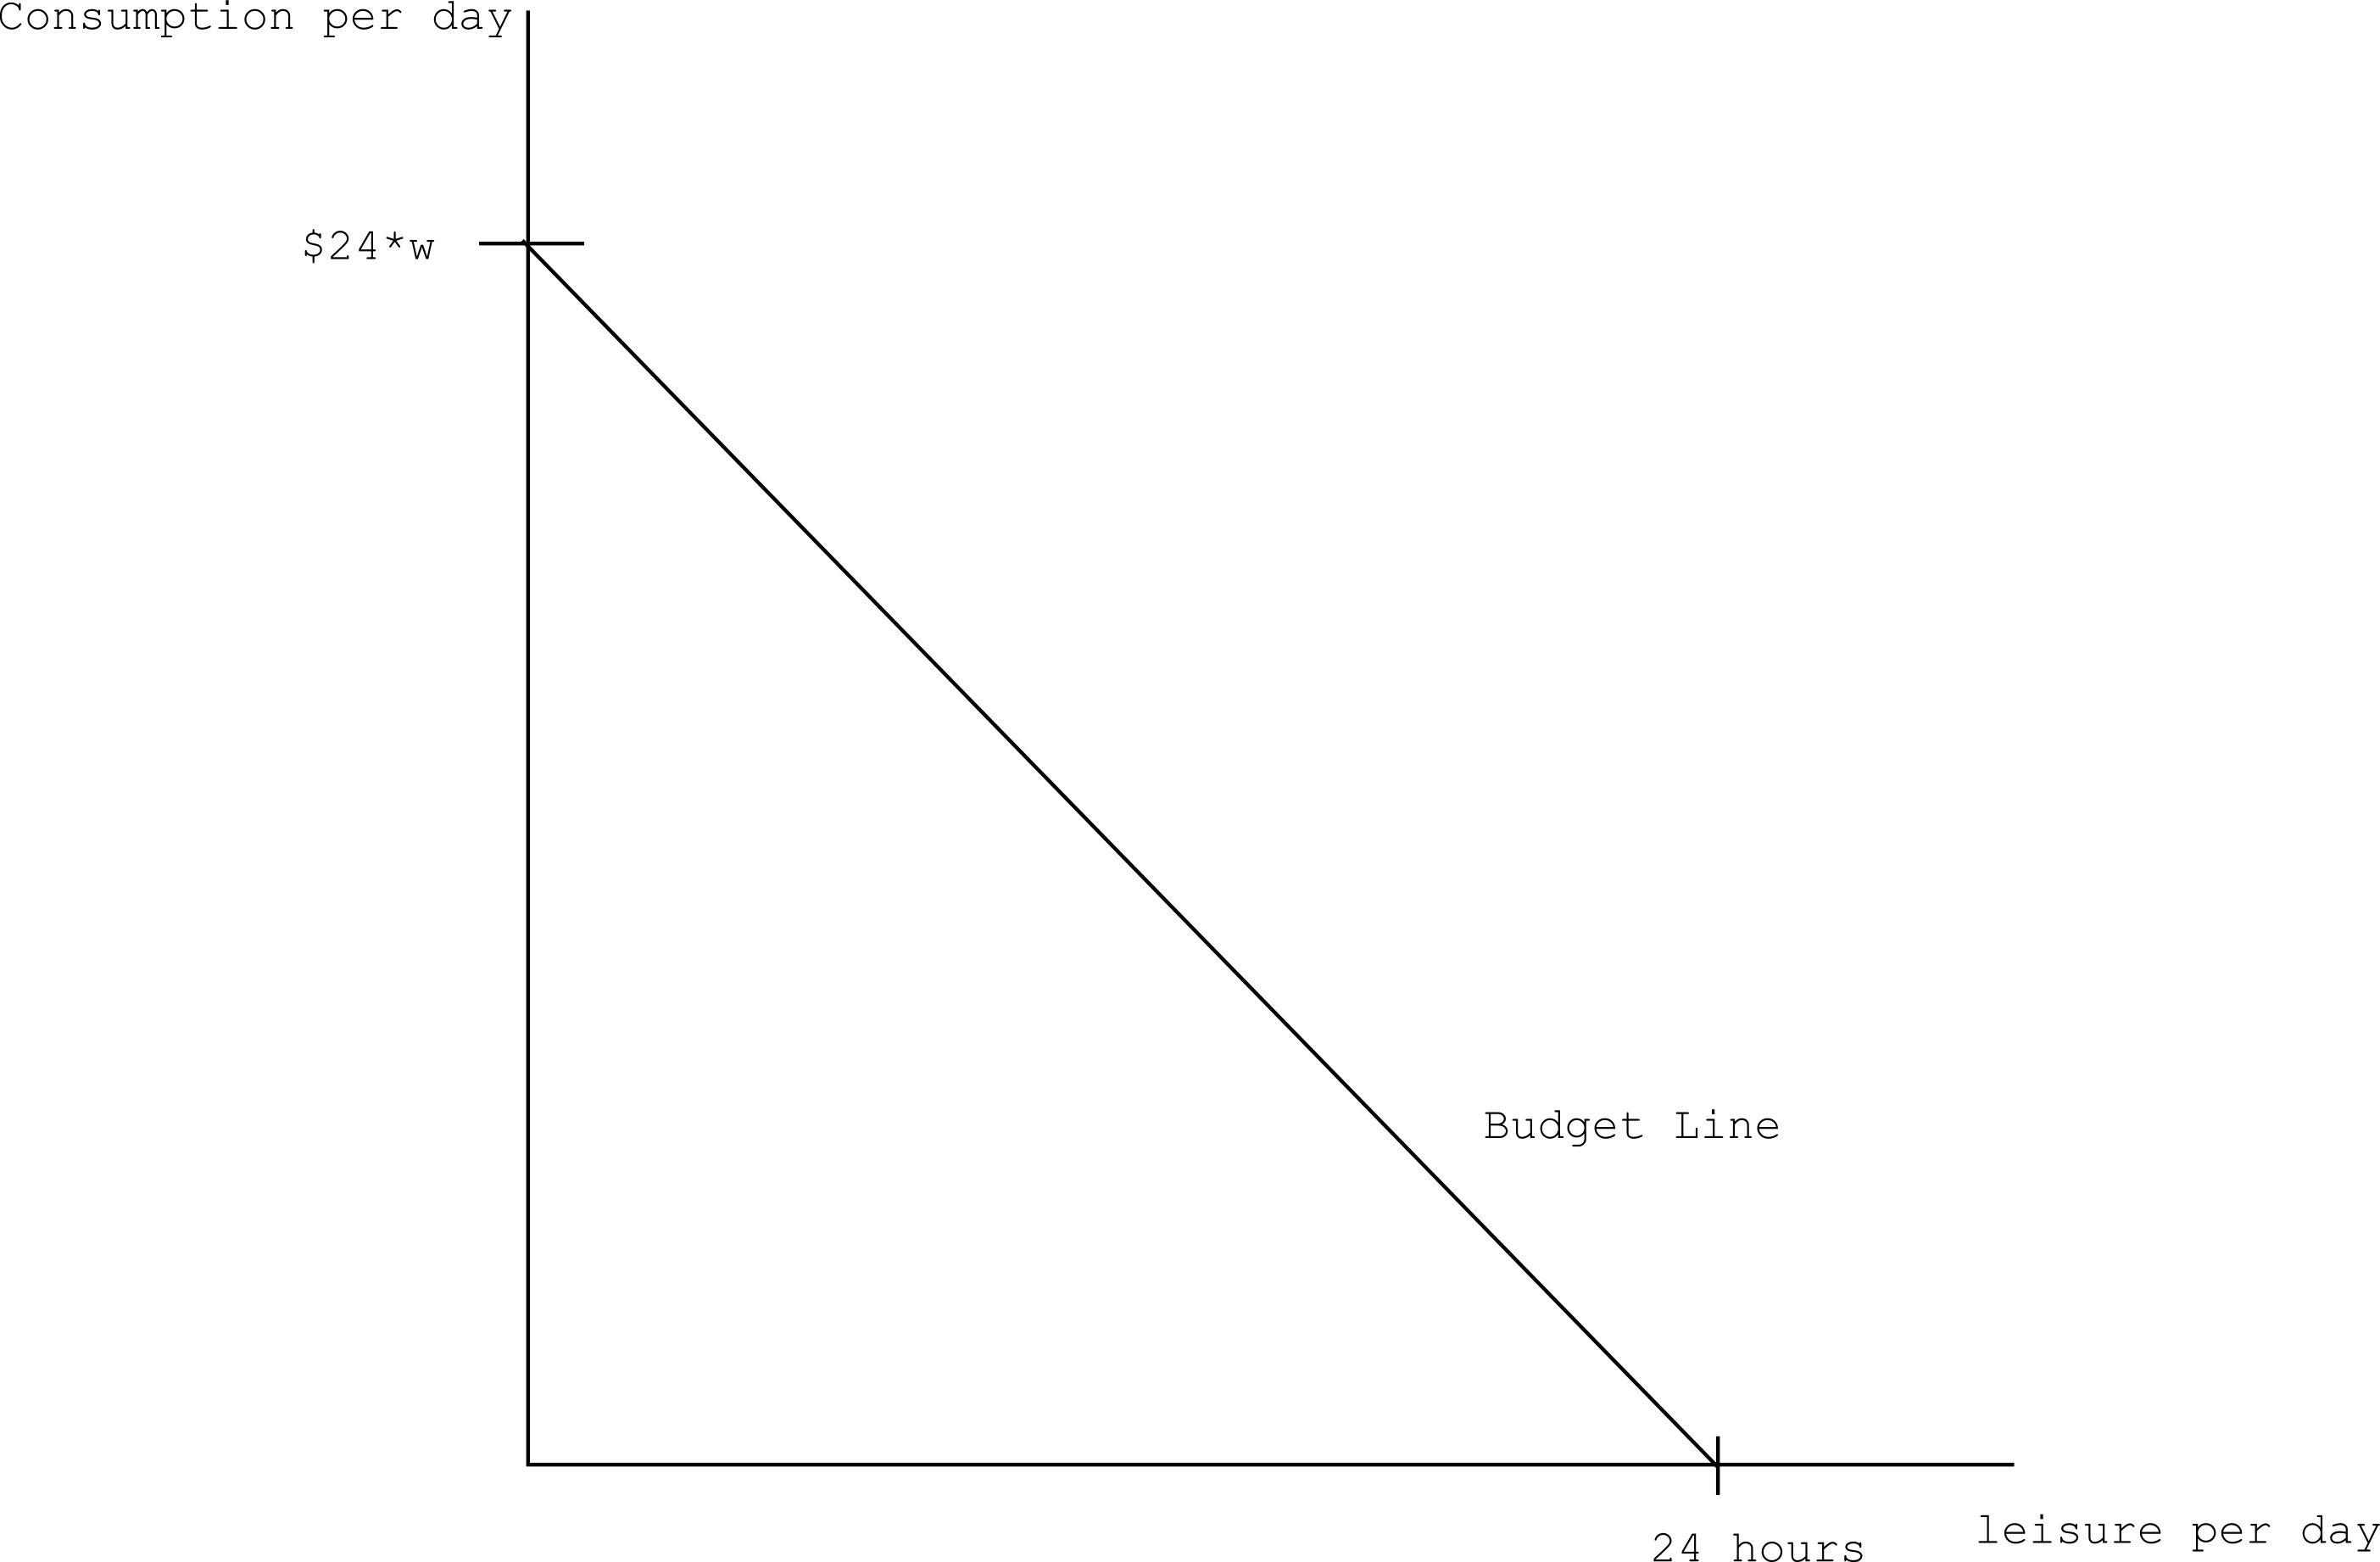 Consumption per day
$24*w
Budget Line
24 hours
leisure per day